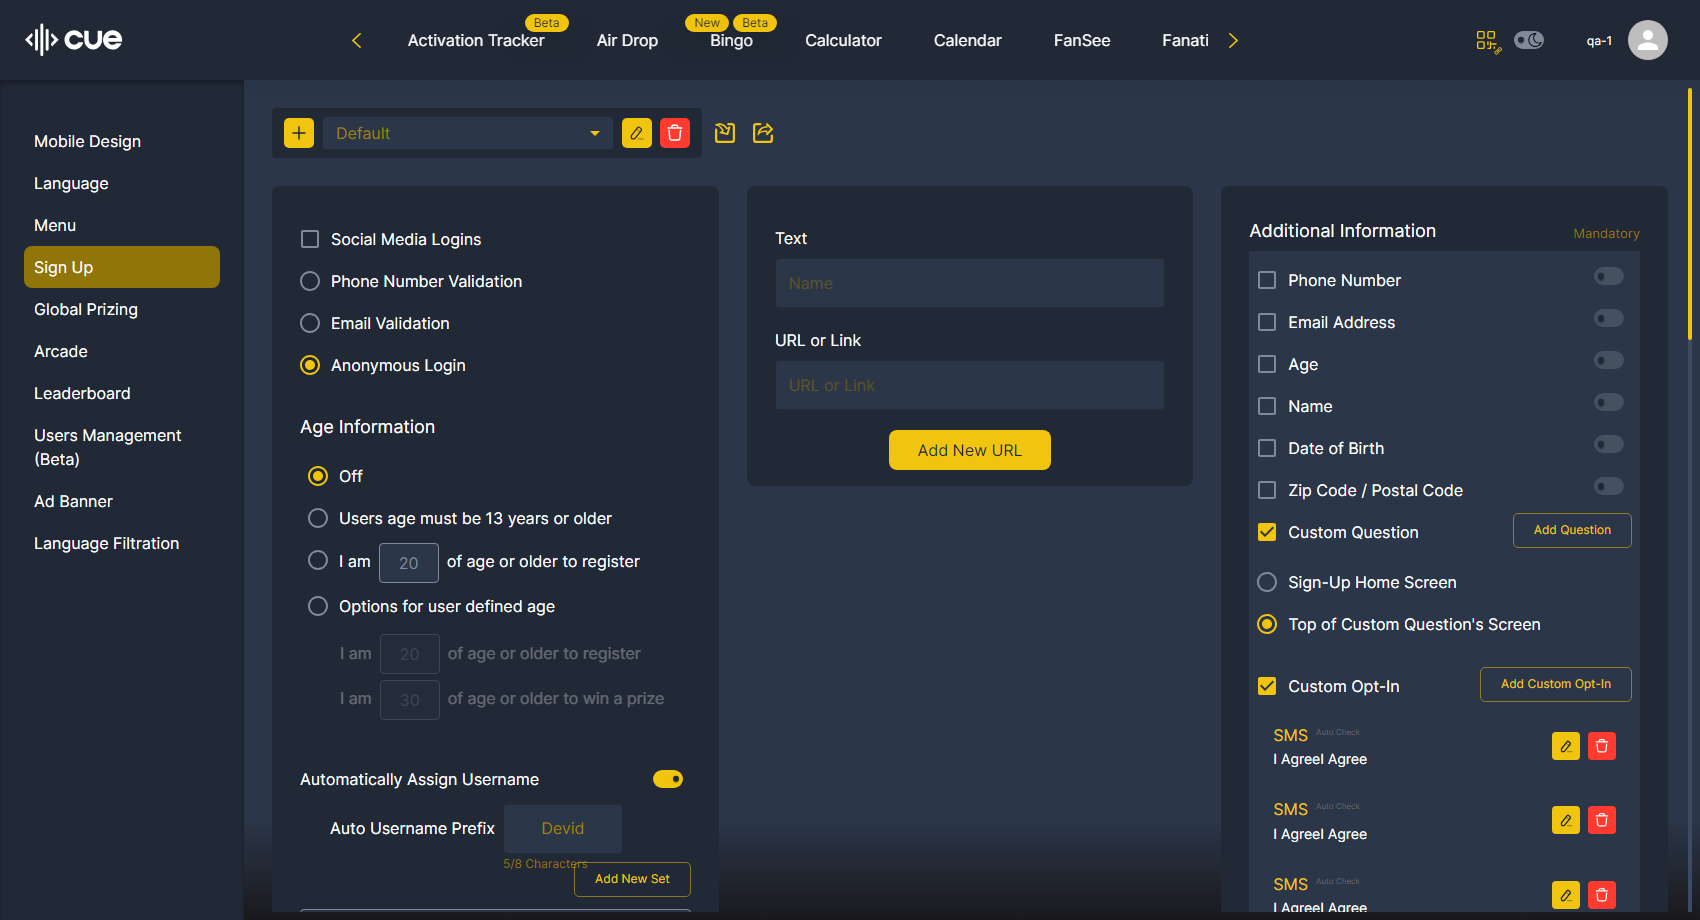 cue
Activation Tracker
Beta
Air Drop
New
Beta
Bingo
Calculator
Calendar
FanSee
Fanati
qa-1
Mobile Design
Language
Menu
Sign Up
Global Prizing
Arcade
Leaderboard
Users Management
(Beta)
Ad Banner
Language Filtration
Default
Social Media Logins
Phone Number Validation
Email Validation
Anonymous Login
Age Information
Off
Users age must be 13 years or older
I am 20 of age or older to register
Options for user defined age
I am 20 of age or older to register
I am 30 of age or older to win a prize
Automatically Assign Username
Auto Username Prefix Devid
5/8 Characters
Add New Set
Text
Name
URL or Link
URL or Link
Add New URL
Additional Information Mandatory
Phone Number
Email Address
Age
Name
Date of Birth
Zip Code / Postal Code
Custom Question Add Question
Sign-Up Home Screen
Top of Custom Question's Screen
Custom Opt-In Add Custom Opt-In
SMS Auto Check
I AgreeI Agree
SMS Auto Check
I AgreeI Agree
SMS Auto Check
I AgreeI Agree